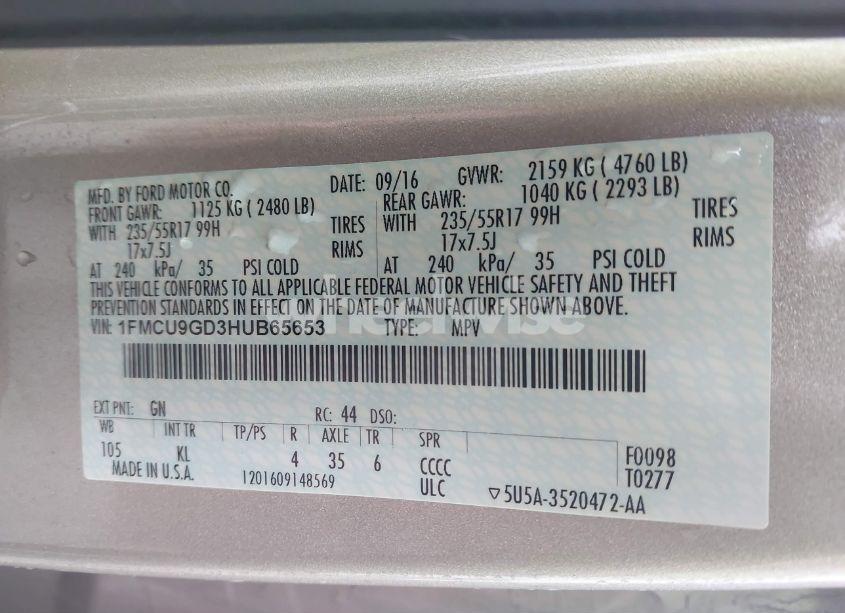 MFD. BY FORD MOTOR CO. DATE: 09/16 GVWR: 2159 KG ( 4760 LB)
FRONT GAWR: 1125 KG ( 2480 LB) REAR GAWR: 1040 KG ( 2293 LB)
WITH 235/55R17 99H TIRES WITH 235/55R17 99H TIRES
17x7.5J RIMS 17x7.5J RIMS
AT 240 kPa/ 35 PSI COLD AT 240 kPa/ 35 PSI COLD
THIS VEHICLE CONFORMS TO ALL APPLICABLE FEDERAL MOTOR VEHICLE SAFETY AND THEFT
PREVENTION STANDARDS IN EFFECT ON THE DATE OF MANUFACTURE SHOWN ABOVE.
VIN: 1FMCU9GD3HUB65653 TYPE: MPV
EXT PNT: GN RC: 44 DSO:
WB INT TR TP/PS R AXLE TR SPR
105 KL 4 35 6 CCCC F0098
MADE IN U.S.A. 1201609148569 ULC T0277
▽5U5A-3520472-AA